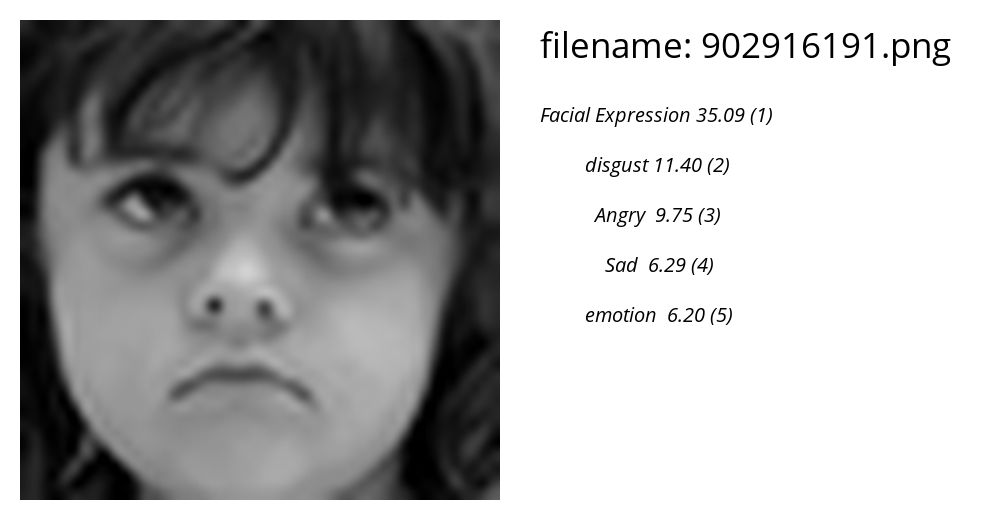 filename: 902916191.png
Facial Expression 35.09 (1)
disgust 11.40 (2)
Angry 9.75 (3)
Sad 6.29 (4)
emotion 6.20 (5)